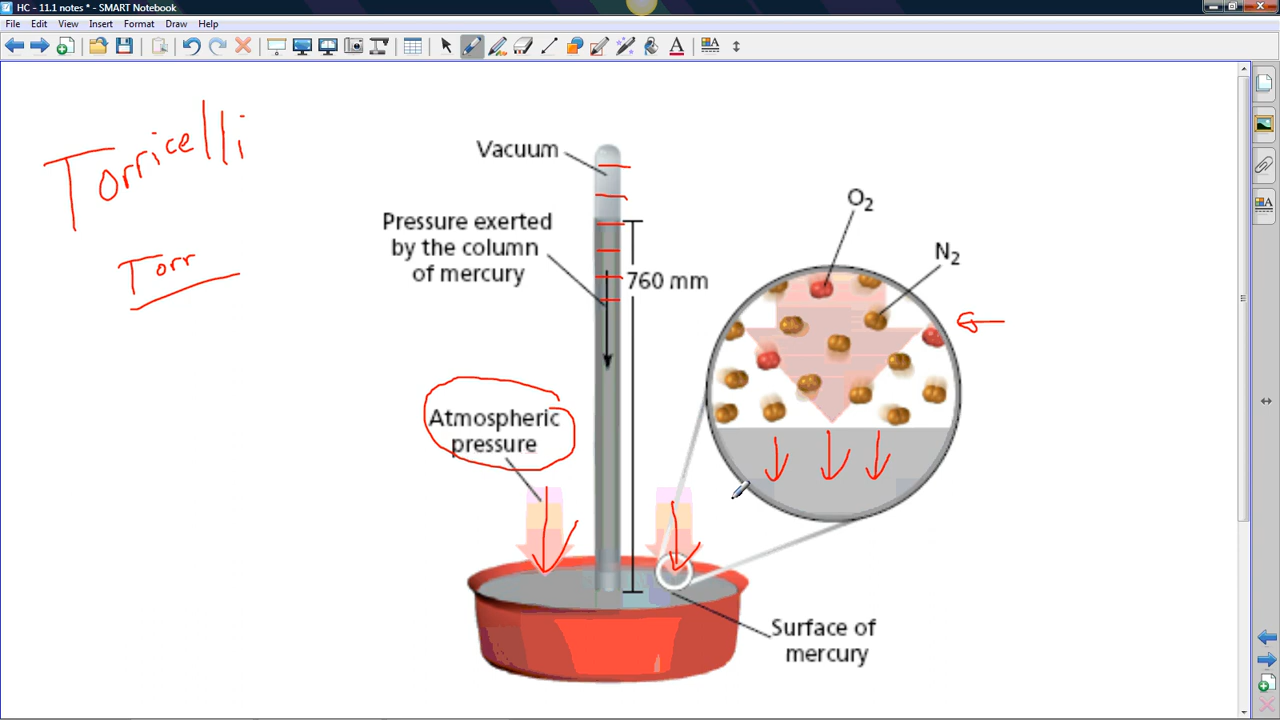 HC - 11.1 notes * - SMART Notebook
File Edit View Insert Format Draw Help
Torricelli
Torr
Vacuum
Pressure exerted
by the column
of mercury
760 mm
O2
N2
Atmospheric
pressure
Surface of
mercury